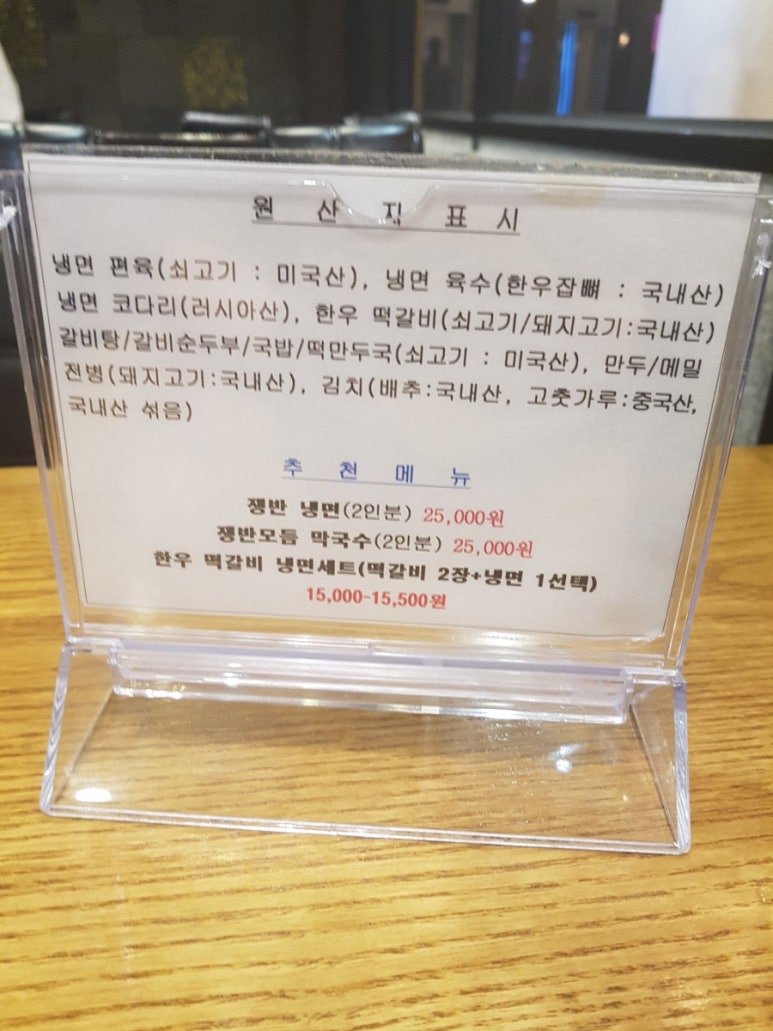 원 산 지 표 시
냉면 편육(쇠고기 : 미국산), 냉면 육수(한우잡뼈 : 국내산)
냉면 코다리(러시아산), 한우 떡갈비(쇠고기/돼지고기:국내산)
갈비탕/갈비순두부/국밥/떡만두국(쇠고기 : 미국산), 만두/메밀
전병(돼지고기:국내산), 김치(배추:국내산, 고춧가루:중국산,
국내산 섞음)
추 천 메 뉴
쟁반 냉면(2인분) 25,000원
쟁반모듬 막국수(2인분) 25,000원
한우 떡갈비 냉면세트(떡갈비 2장+냉면 1선택)
15,000-15,500원